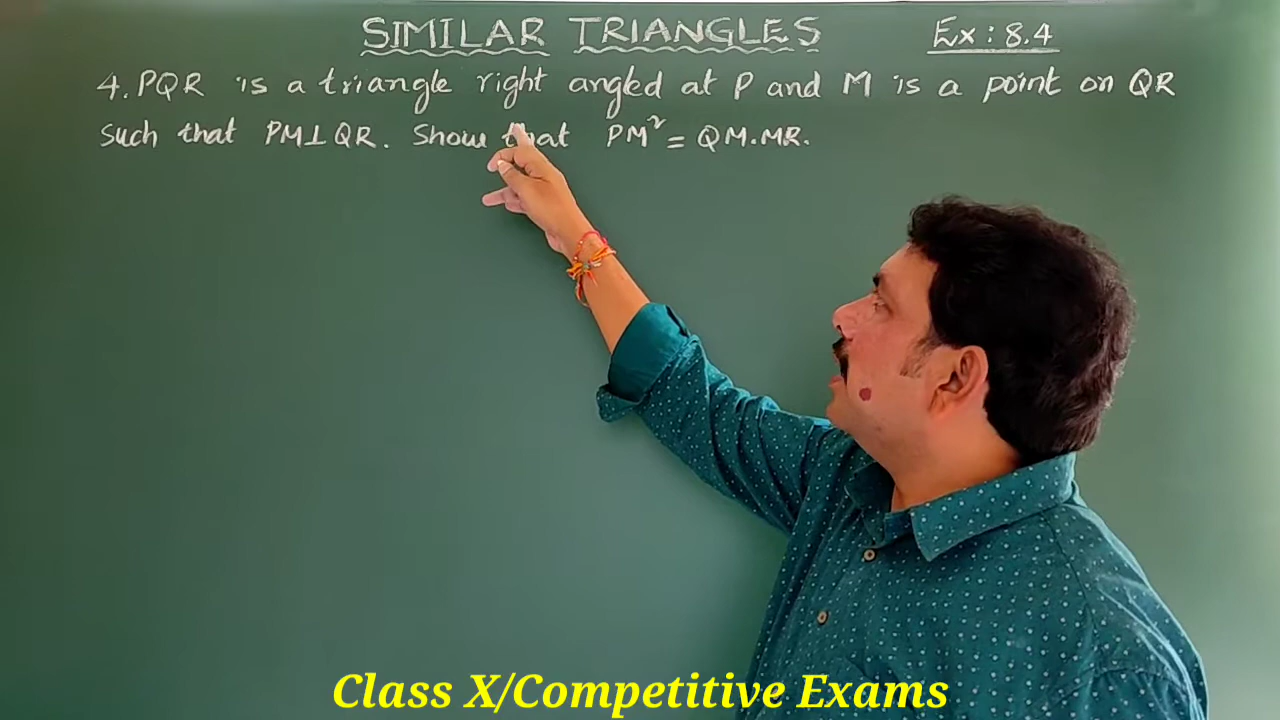 SIMILAR TRIANGLES Ex: 8.4
4. PQR is a triangle right angled at P and M is a point on QR
such that PM⊥QR. Show that PM² = QM.MR.
Class X/Competitive Exams